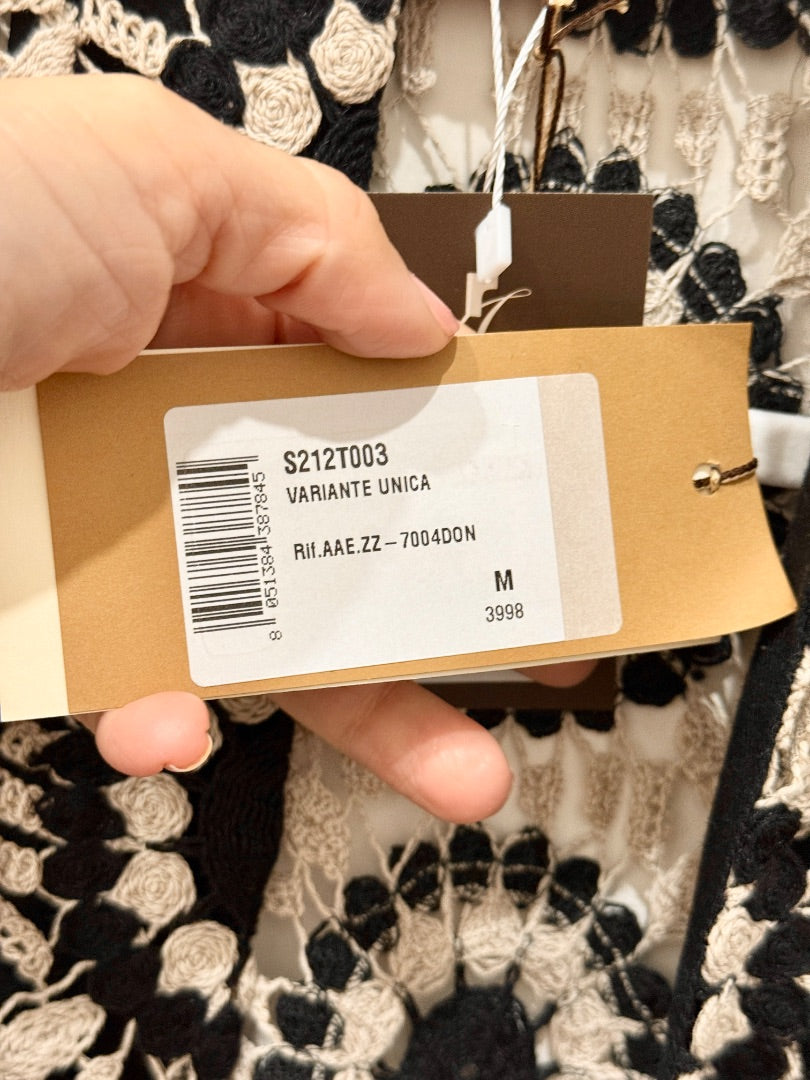 S212T003
VARIANTE UNICA
Rif.AAE.ZZ-7004DON
M
3998
8 051384 387845